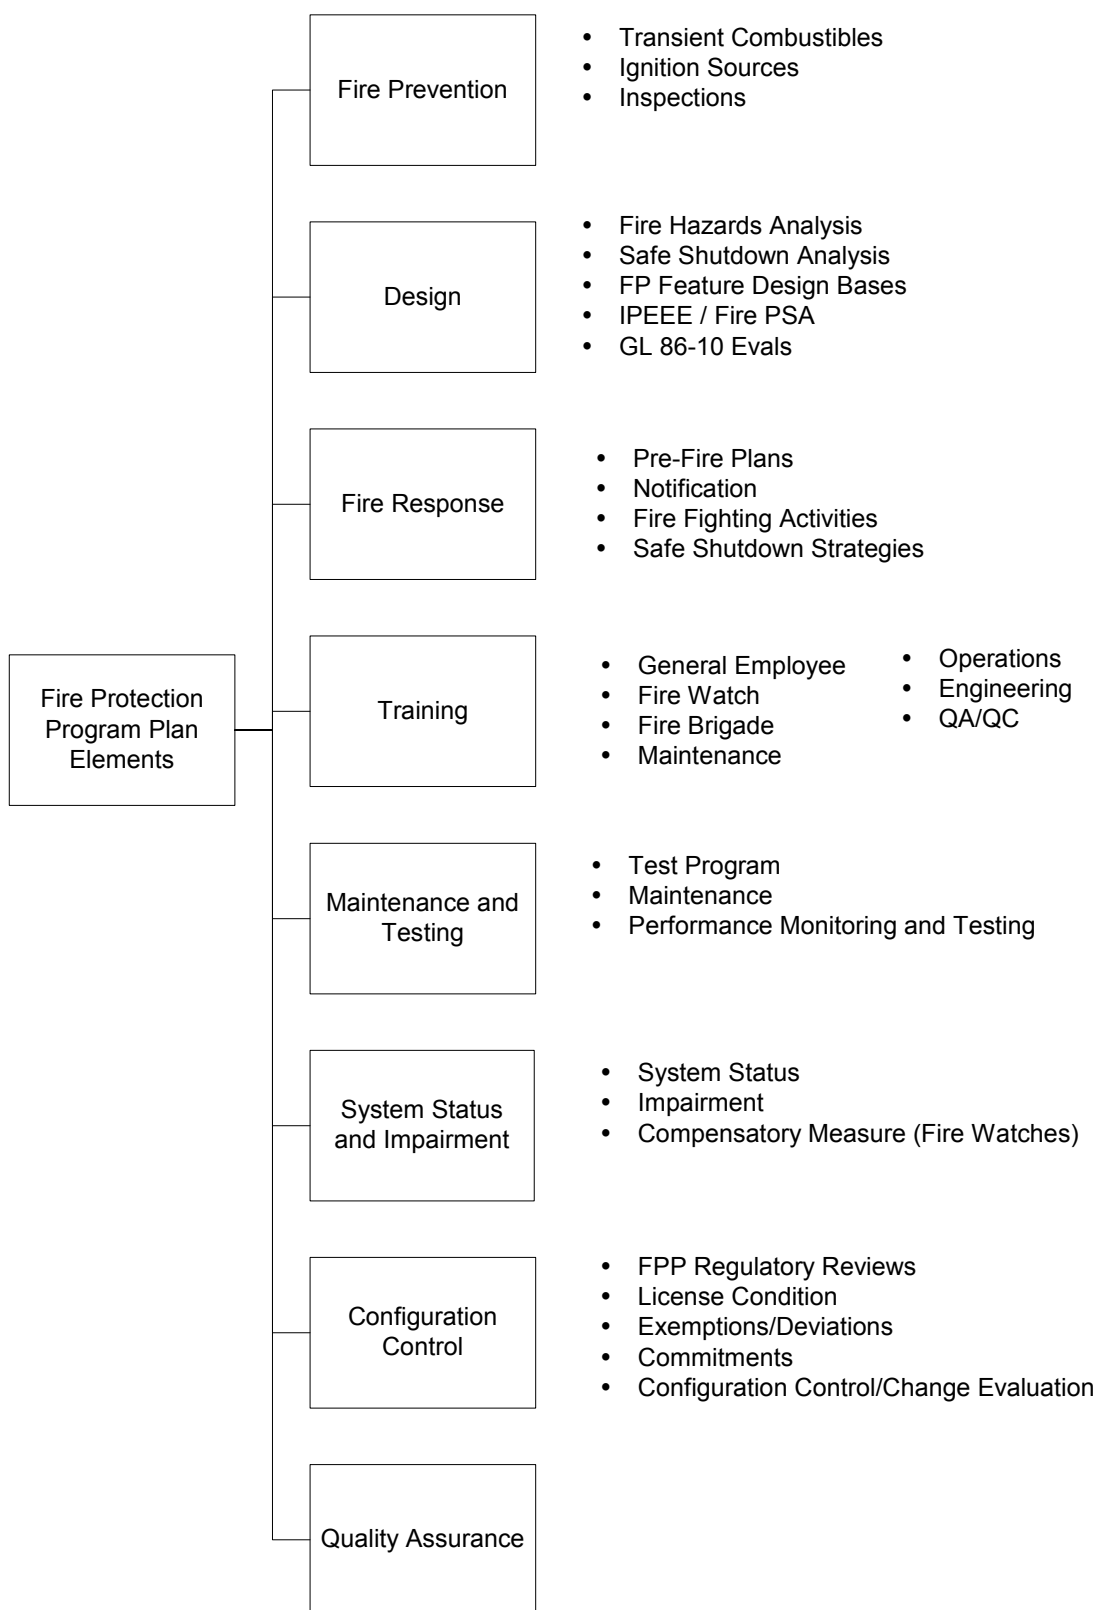 Fire Protection
Program Plan
Elements
Fire Prevention
• Transient Combustibles
• Ignition Sources
• Inspections
Design
• Fire Hazards Analysis
• Safe Shutdown Analysis
• FP Feature Design Bases
• IPEEE / Fire PSA
• GL 86-10 Evals
Fire Response
• Pre-Fire Plans
• Notification
• Fire Fighting Activities
• Safe Shutdown Strategies
Training
• General Employee
• Fire Watch
• Fire Brigade
• Maintenance
• Operations
• Engineering
• QA/QC
Maintenance and
Testing
• Test Program
• Maintenance
• Performance Monitoring and Testing
System Status
and Impairment
• System Status
• Impairment
• Compensatory Measure (Fire Watches)
Configuration
Control
• FPP Regulatory Reviews
• License Condition
• Exemptions/Deviations
• Commitments
• Configuration Control/Change Evaluation
Quality Assurance